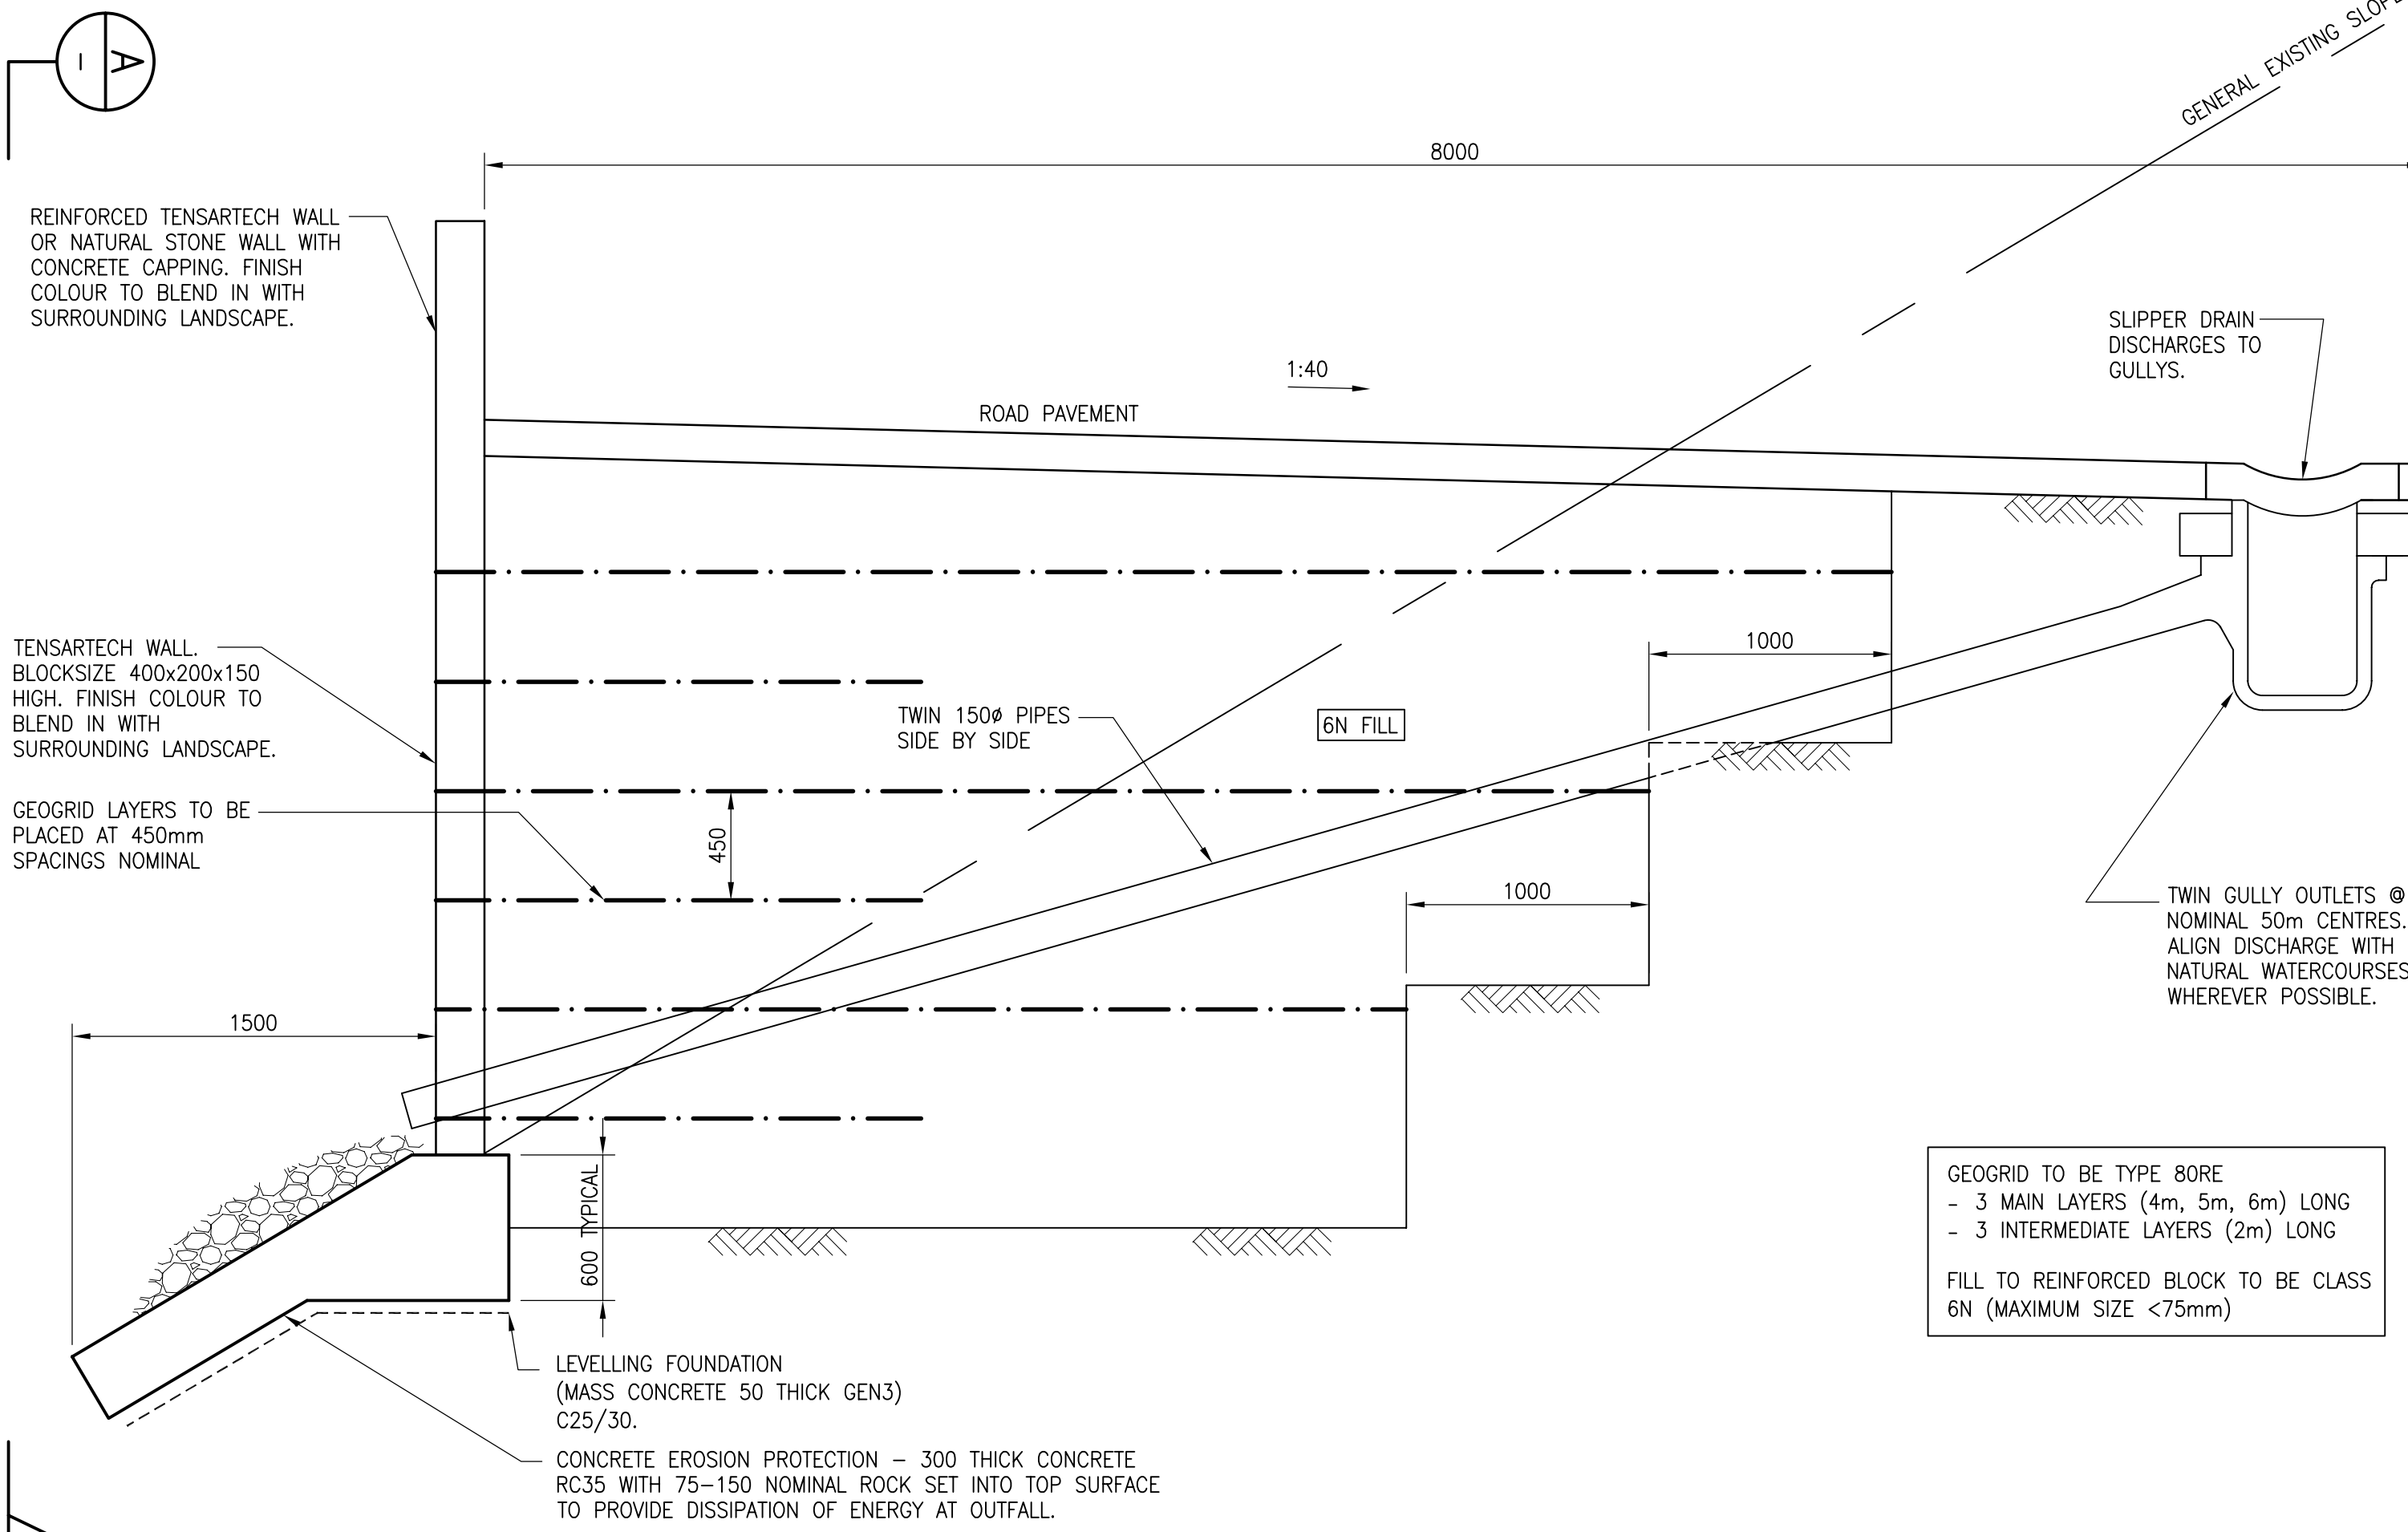 A
–
GENERAL EXISTING SLOPE
8000
REINFORCED TENSARTECH WALL
OR NATURAL STONE WALL WITH
CONCRETE CAPPING. FINISH
COLOUR TO BLEND IN WITH
SURROUNDING LANDSCAPE.
SLIPPER DRAIN
DISCHARGES TO
GULLYS.
1:40
ROAD PAVEMENT
TENSARTECH WALL.
BLOCKSIZE 400x200x150
HIGH. FINISH COLOUR TO
BLEND IN WITH
SURROUNDING LANDSCAPE.
1000
TWIN 150ø PIPES
SIDE BY SIDE
6N FILL
GEOGRID LAYERS TO BE
PLACED AT 450mm
SPACINGS NOMINAL
450
1000
TWIN GULLY OUTLETS @
NOMINAL 50m CENTRES.
ALIGN DISCHARGE WITH
NATURAL WATERCOURSES
WHEREVER POSSIBLE.
1500
600 TYPICAL
GEOGRID TO BE TYPE 80RE
- 3 MAIN LAYERS (4m, 5m, 6m) LONG
- 3 INTERMEDIATE LAYERS (2m) LONG
FILL TO REINFORCED BLOCK TO BE CLASS
6N (MAXIMUM SIZE <75mm)
LEVELLING FOUNDATION
(MASS CONCRETE 50 THICK GEN3)
C25/30.
CONCRETE EROSION PROTECTION – 300 THICK CONCRETE
RC35 WITH 75–150 NOMINAL ROCK SET INTO TOP SURFACE
TO PROVIDE DISSIPATION OF ENERGY AT OUTFALL.